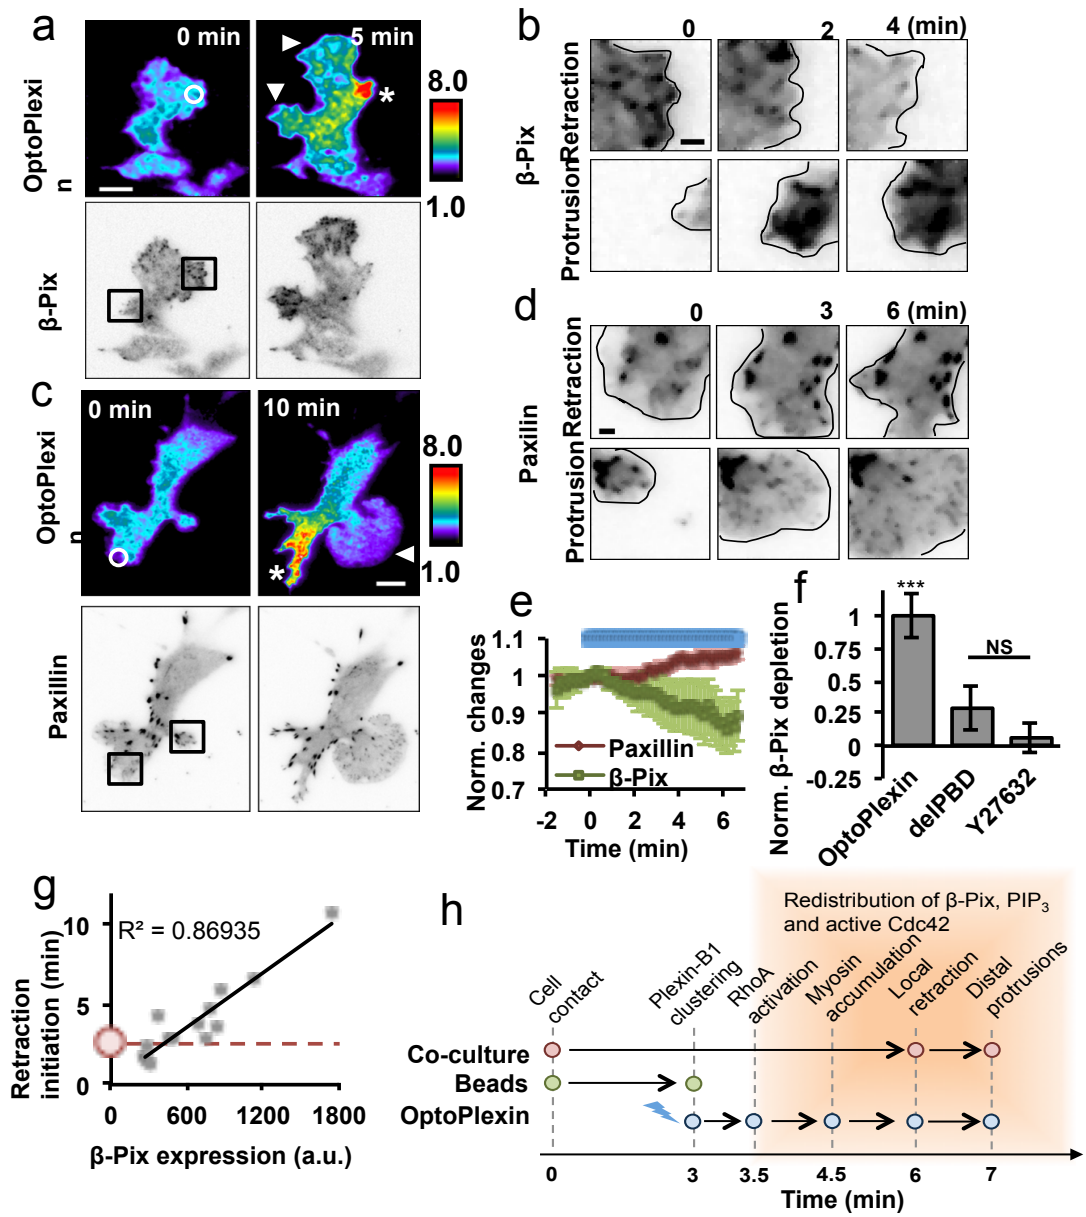 a
0 min
5 min
*
OptoPlexi
n
8.0
1.0
β-Pix
b
0
2
4 (min)
Retraction
β-Pix
Protrusion
c
0 min
10 min
*
OptoPlexi
n
8.0
1.0
Paxillin
d
0
3
6 (min)
Retraction
Paxillin
Protrusion
e
Norm. changes
1.1
1
0.9
0.8
0.7
Paxillin
β-Pix
-2
0
2
4
6
Time (min)
f
Norm. β-Pix depletion
1
0.75
0.5
0.25
0
-0.25
***
NS
OptoPlexin
delPBD
Y27632
g
Retraction
initiation (min)
10
5
0
R² = 0.86935
0
600
1200
1800
β-Pix expression (a.u.)
h
Redistribution of β-Pix, PIP₃
and active Cdc42
Cell
contact
Plexin-B1
clustering
RhoA
activation
Myosin
accumulation
Local
retraction
Distal
protrusions
Co-culture
Beads
OptoPlexin
0
3
3.5
4.5
6
7
Time (min)